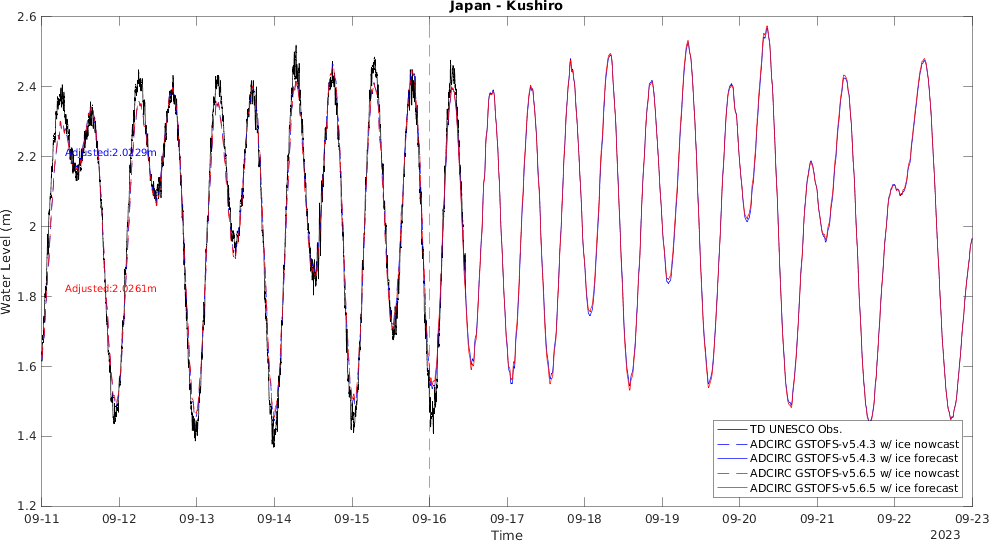 Japan - Kushiro
2.6
2.4
2.2
2
1.8
1.6
1.4
1.2
Water Level (m)
Adjusted:2.0229m
Adjusted:2.0261m
TD UNESCO Obs.
ADCIRC GSTOFS-v5.4.3 w/ ice nowcast
ADCIRC GSTOFS-v5.4.3 w/ ice forecast
ADCIRC GSTOFS-v5.6.5 w/ ice nowcast
ADCIRC GSTOFS-v5.6.5 w/ ice forecast
09-11 09-12 09-13 09-14 09-15 09-16 09-17 09-18 09-19 09-20 09-21 09-22 09-23
Time
2023